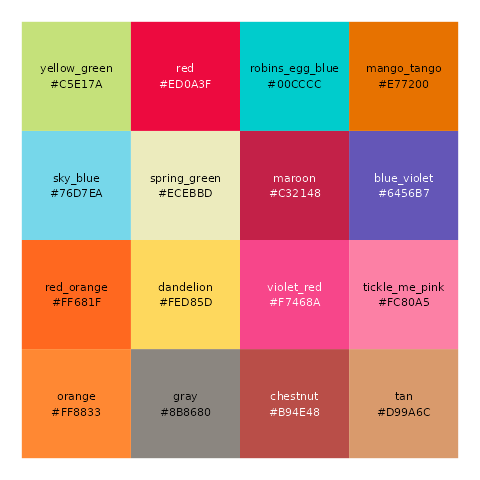 yellow_green
#C5E17A
red
#ED0A3F
robins_egg_blue
#00CCCC
mango_tango
#E77200
sky_blue
#76D7EA
spring_green
#ECEBBD
maroon
#C32148
blue_violet
#6456B7
red_orange
#FF681F
dandelion
#FED85D
violet_red
#F7468A
tickle_me_pink
#FC80A5
orange
#FF8833
gray
#8B8680
chestnut
#B94E48
tan
#D99A6C